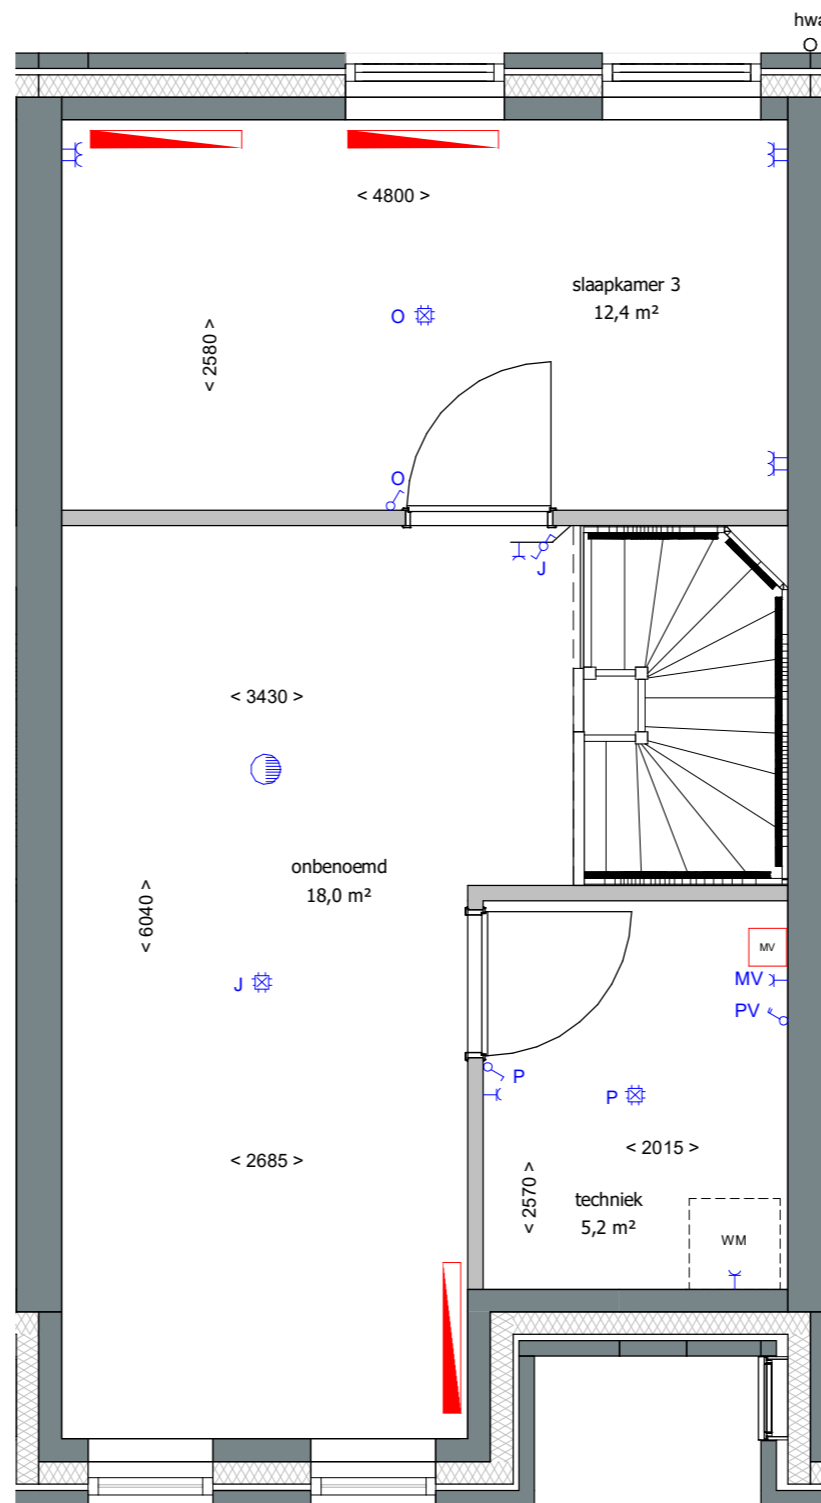 hwa
< 4800 >
slaapkamer 3
12,4 m²
O
< 2580 >
O
J
< 3430 >
onbenoemd
18,0 m²
< 6040 >
MV
MV
J
PV
P
P
< 2015 >
< 2685 >
< 2570 >
techniek
5,2 m²
WM